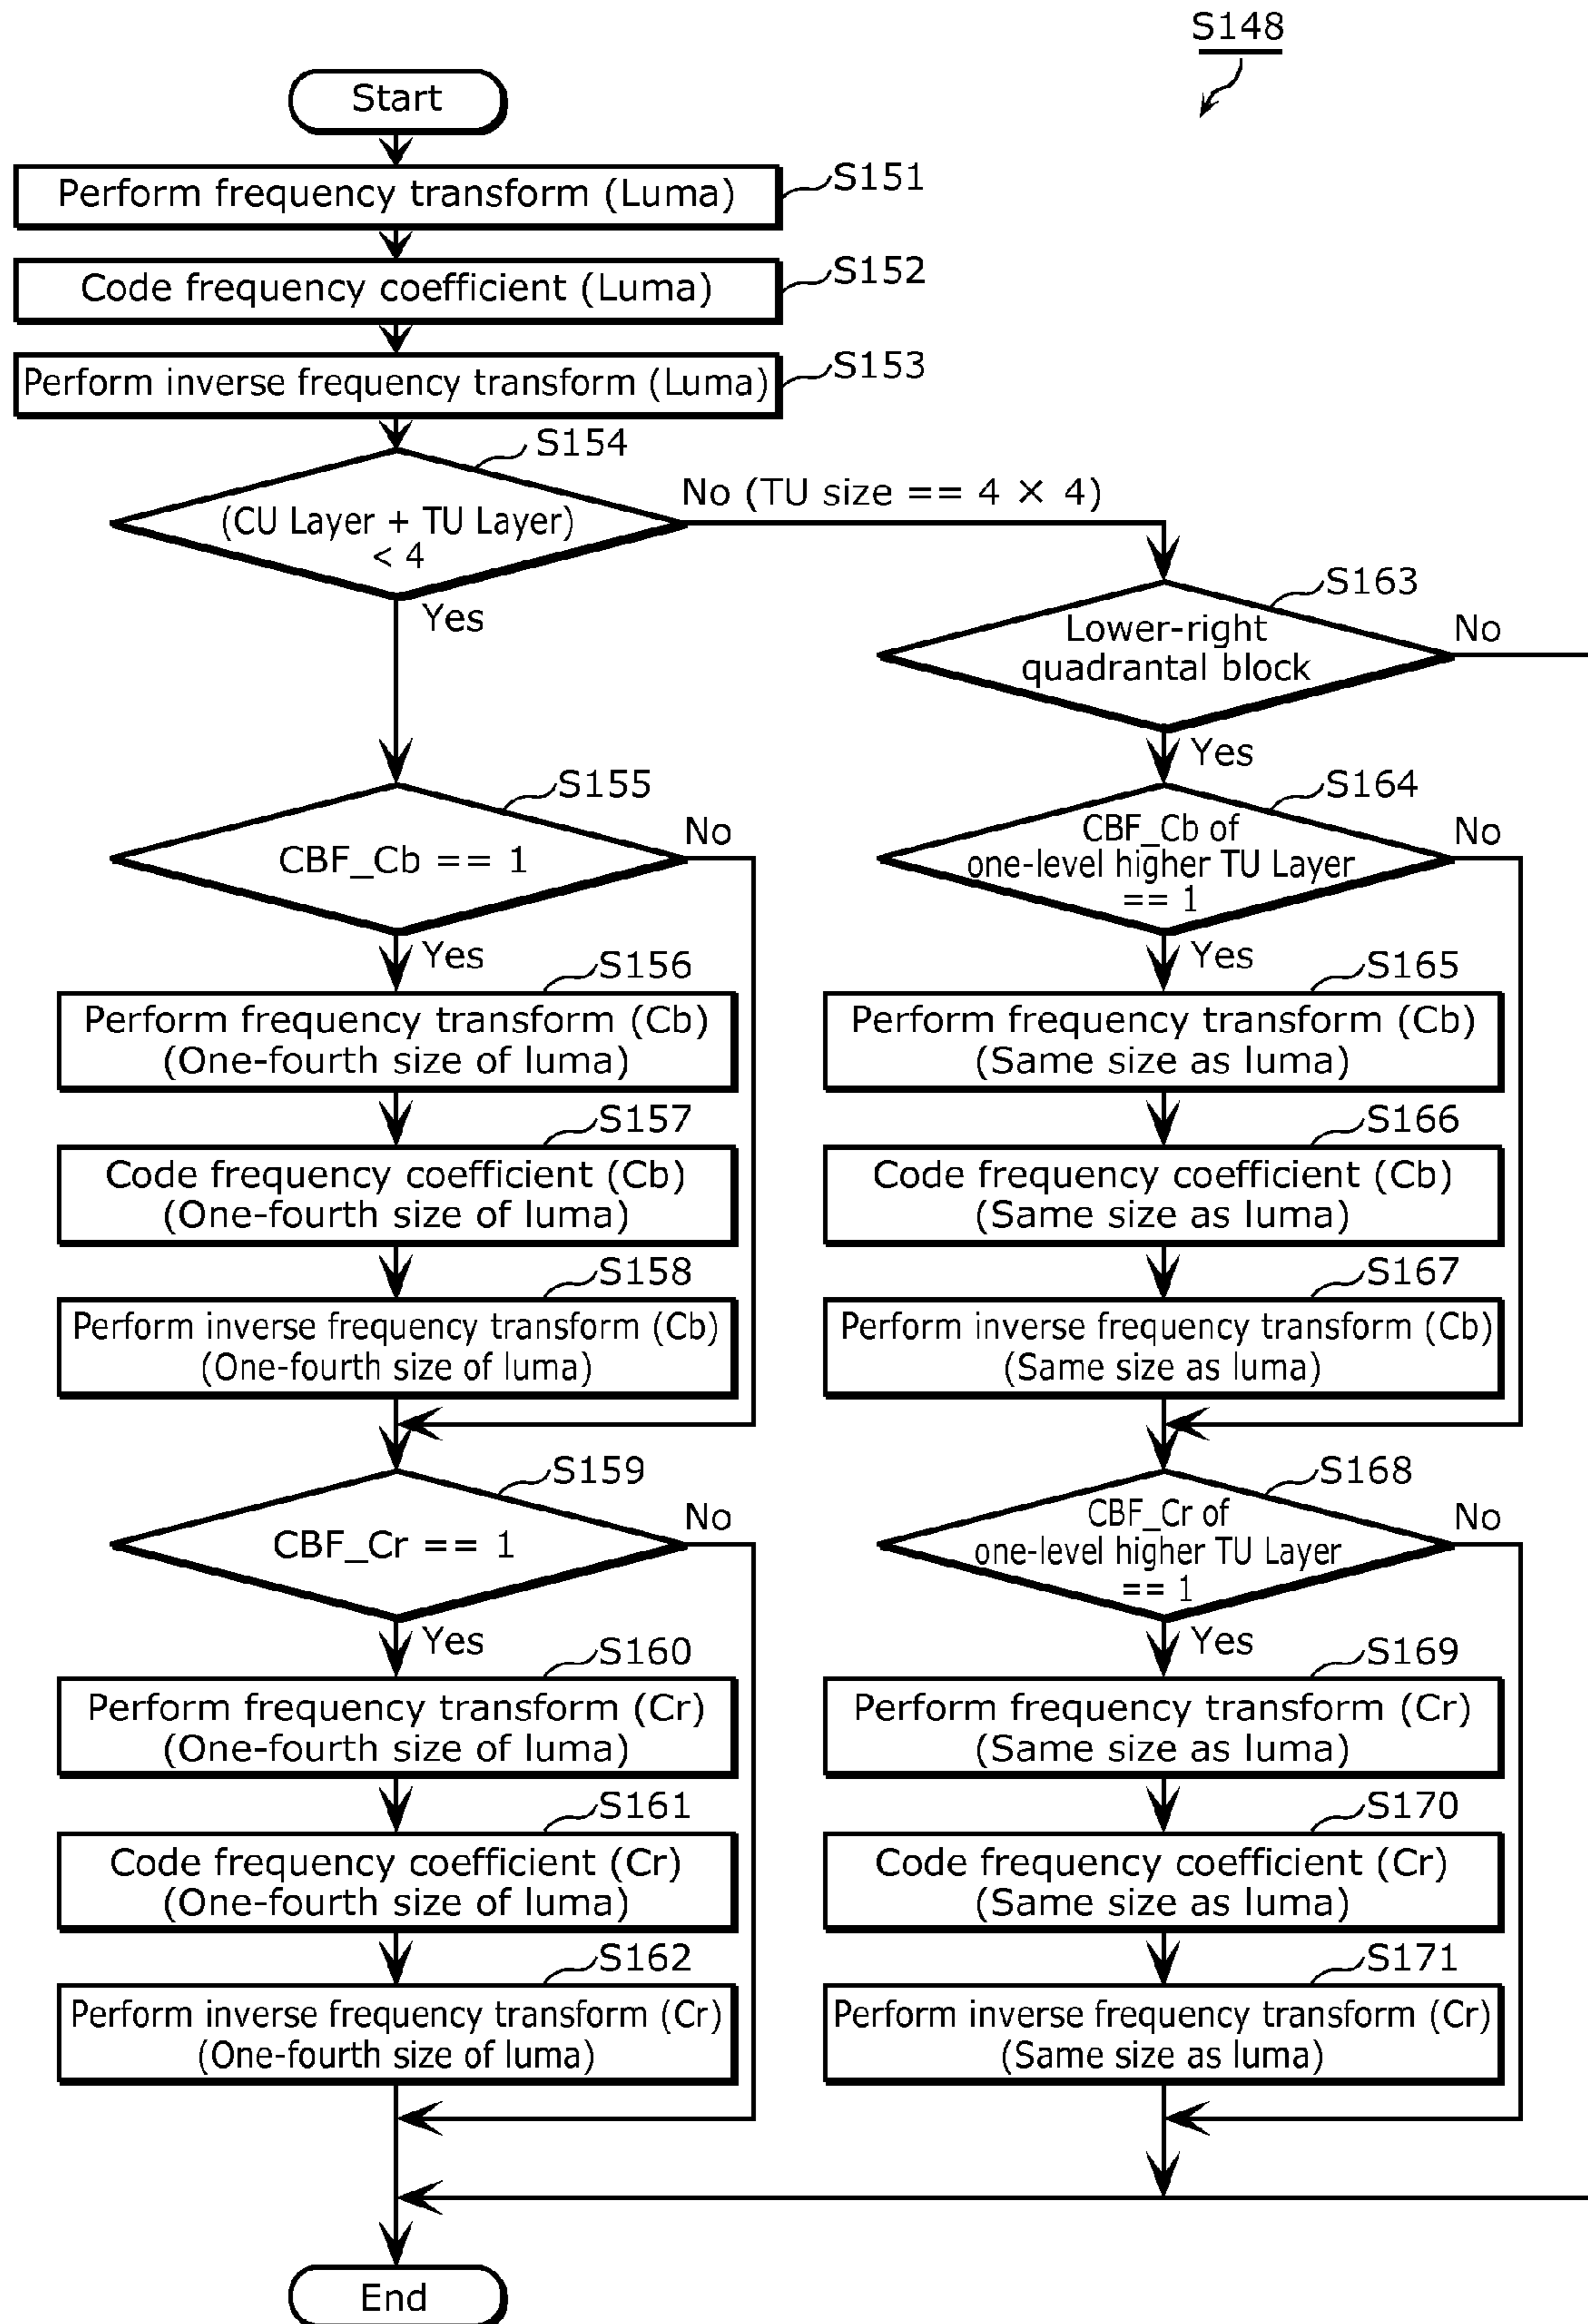 S148
Start
Perform frequency transform (Luma)
S151
Code frequency coefficient (Luma)
S152
Perform inverse frequency transform (Luma)
S153
S154
(CU Layer + TU Layer)
< 4
No (TU size == 4 × 4)
Yes
S155
CBF_Cb == 1
No
Yes
S156
Perform frequency transform (Cb)
(One-fourth size of luma)
S157
Code frequency coefficient (Cb)
(One-fourth size of luma)
S158
Perform inverse frequency transform (Cb)
(One-fourth size of luma)
S159
CBF_Cr == 1
No
Yes
S160
Perform frequency transform (Cr)
(One-fourth size of luma)
S161
Code frequency coefficient (Cr)
(One-fourth size of luma)
S162
Perform inverse frequency transform (Cr)
(One-fourth size of luma)
S163
Lower-right
quadrantal block
No
Yes
S164
CBF_Cb of
one-level higher TU Layer
== 1
No
Yes
S165
Perform frequency transform (Cb)
(Same size as luma)
S166
Code frequency coefficient (Cb)
(Same size as luma)
S167
Perform inverse frequency transform (Cb)
(Same size as luma)
S168
CBF_Cr of
one-level higher TU Layer
== 1
No
Yes
S169
Perform frequency transform (Cr)
(Same size as luma)
S170
Code frequency coefficient (Cr)
(Same size as luma)
S171
Perform inverse frequency transform (Cr)
(Same size as luma)
End